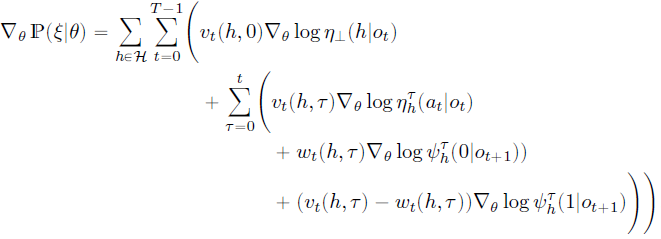 ∇_θ ℙ(ξ|θ) = ∑_{h∈ℋ} ∑_{t=0}^{T−1} ( v_t(h, 0)∇_θ log η_⊥(h|o_t)
+ ∑_{τ=0}^{t} ( v_t(h, τ)∇_θ log η_h^τ(a_t|o_t)
+ w_t(h, τ)∇_θ log ψ_h^τ(0|o_{t+1}))
+ (v_t(h, τ) − w_t(h, τ))∇_θ log ψ_h^τ(1|o_{t+1}) ) )